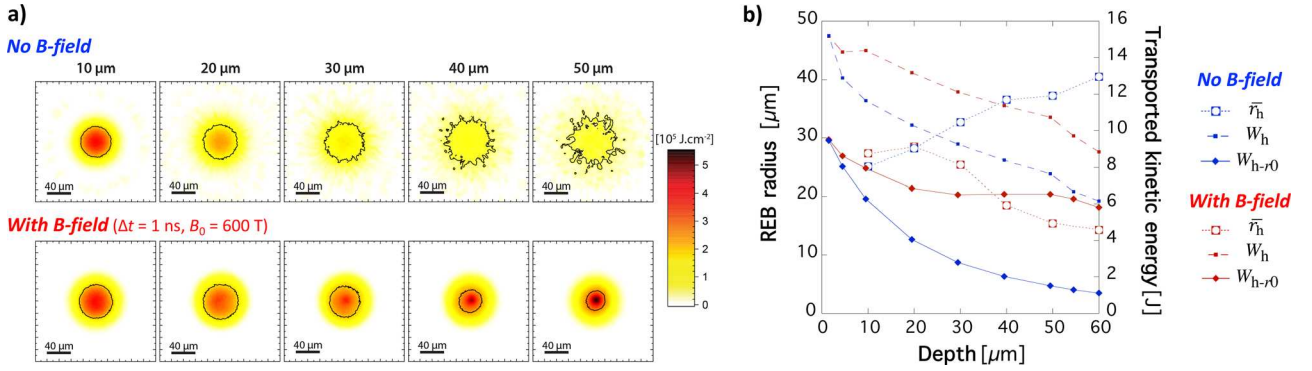 a)
No B-field
10 μm 20 μm 30 μm 40 μm 50 μm
40 μm 40 μm 40 μm 40 μm 40 μm
[10⁵ J.cm⁻²]
5
4
3
2
1
0
With B-field (Δt = 1 ns, B₀ = 600 T)
40 μm 40 μm 40 μm 40 μm 40 μm
b)
REB radius [μm]
50
40
30
20
10
0
0 10 20 30 40 50 60
Depth [μm]
16
14
12
10
8
6
4
2
0
Transported kinetic energy [J]
No B-field
r̄ₕ
Wₕ
Wₕ₋ᵣ₀
With B-field
r̄ₕ
Wₕ
Wₕ₋ᵣ₀